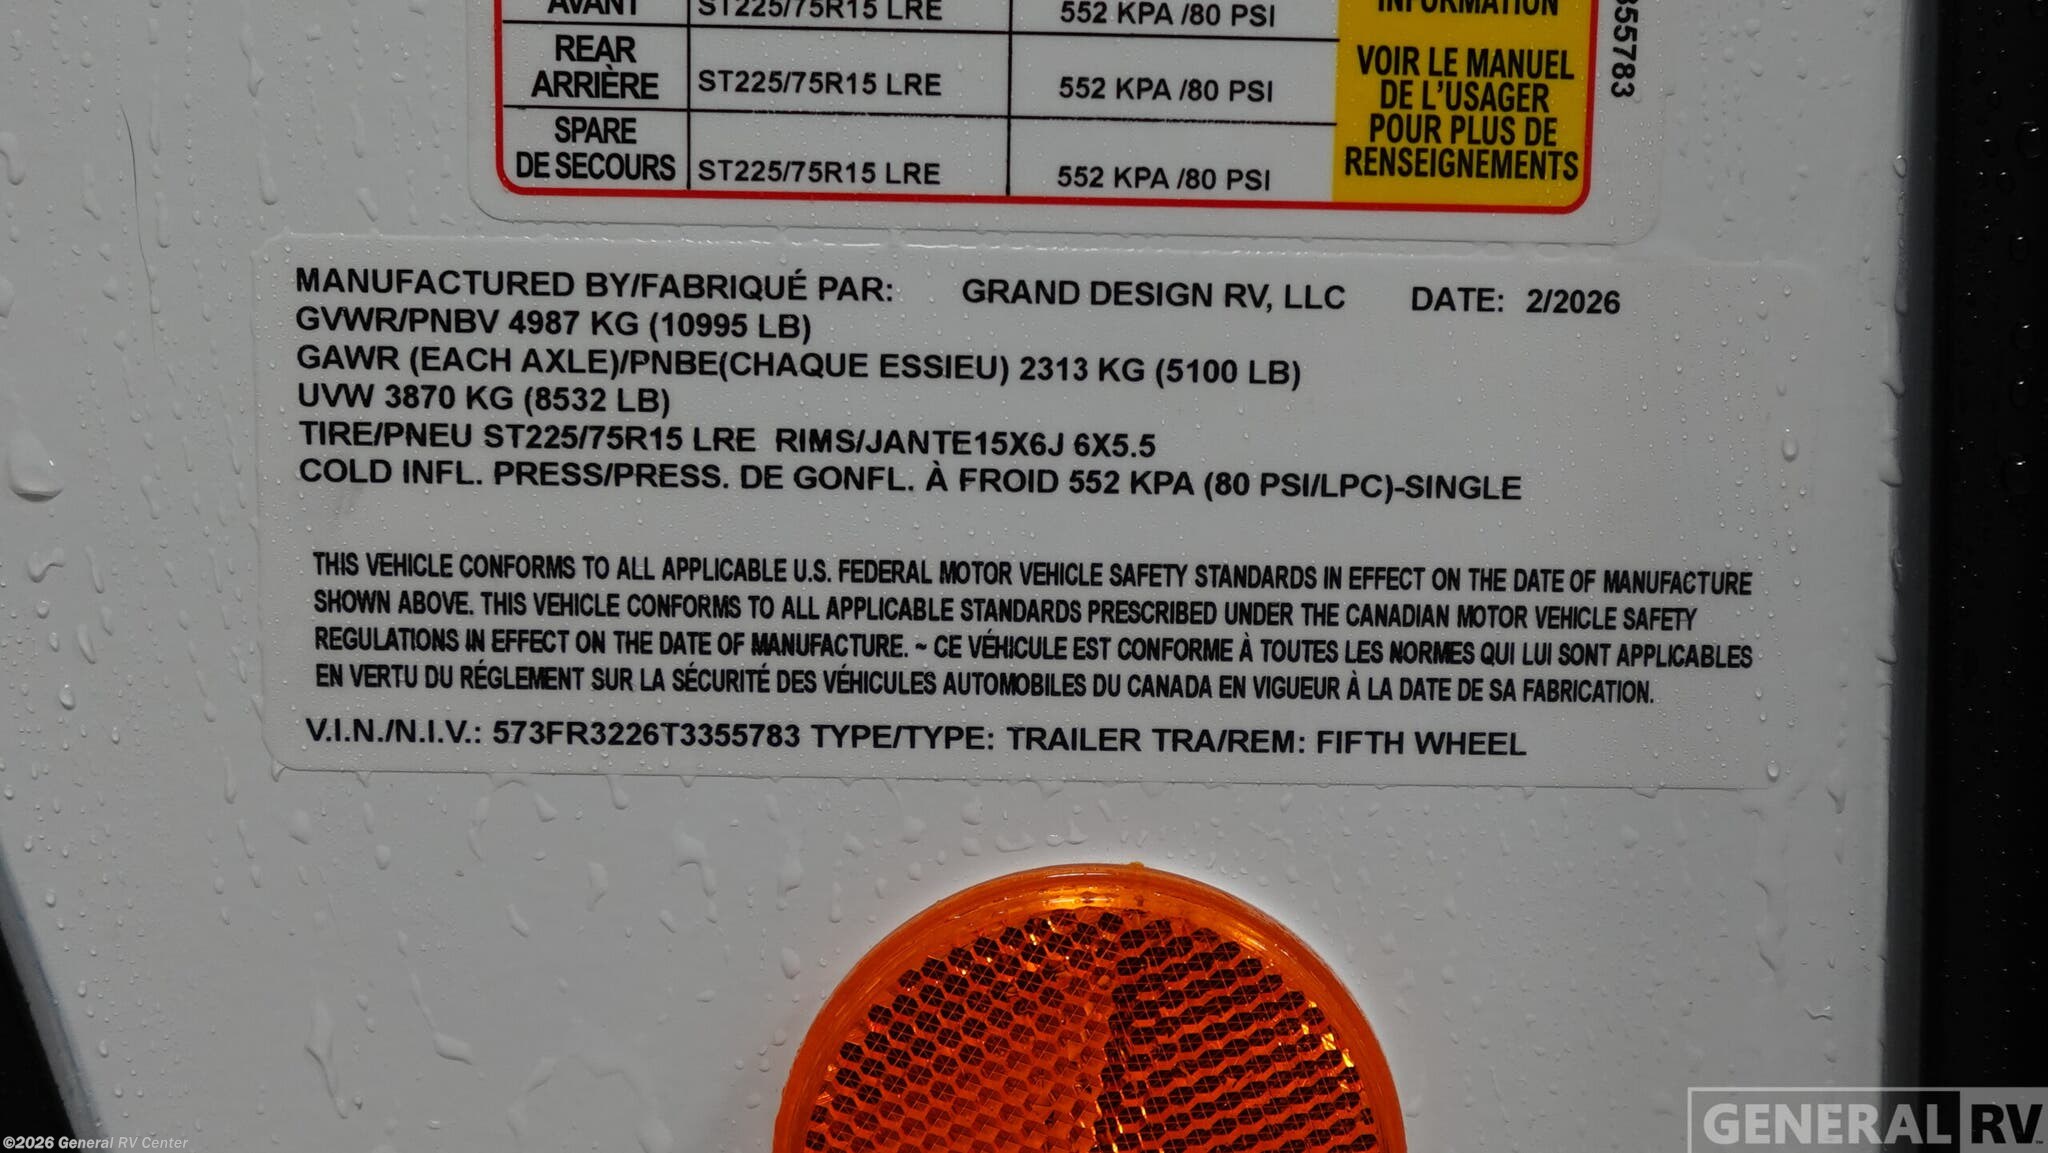 AVANT ST225/75R15 LRE 552 KPA /80 PSI
INFORMATION
REAR
ARRIÈRE ST225/75R15 LRE 552 KPA /80 PSI
SPARE
DE SECOURS ST225/75R15 LRE 552 KPA /80 PSI
VOIR LE MANUEL
DE L'USAGER
POUR PLUS DE
RENSEIGNEMENTS
355783
MANUFACTURED BY/FABRIQUÉ PAR: GRAND DESIGN RV, LLC DATE: 2/2026
GVWR/PNBV 4987 KG (10995 LB)
GAWR (EACH AXLE)/PNBE(CHAQUE ESSIEU) 2313 KG (5100 LB)
UVW 3870 KG (8532 LB)
TIRE/PNEU ST225/75R15 LRE RIMS/JANTE15X6J 6X5.5
COLD INFL. PRESS/PRESS. DE GONFL. À FROID 552 KPA (80 PSI/LPC)-SINGLE
THIS VEHICLE CONFORMS TO ALL APPLICABLE U.S. FEDERAL MOTOR VEHICLE SAFETY STANDARDS IN EFFECT ON THE DATE OF MANUFACTURE
SHOWN ABOVE. THIS VEHICLE CONFORMS TO ALL APPLICABLE STANDARDS PRESCRIBED UNDER THE CANADIAN MOTOR VEHICLE SAFETY
REGULATIONS IN EFFECT ON THE DATE OF MANUFACTURE. ~ CE VÉHICULE EST CONFORME À TOUTES LES NORMES QUI LUI SONT APPLICABLES
EN VERTU DU RÉGLEMENT SUR LA SÉCURITÉ DES VÉHICULES AUTOMOBILES DU CANADA EN VIGUEUR À LA DATE DE SA FABRICATION.
V.I.N./N.I.V.: 573FR3226T3355783 TYPE/TYPE: TRAILER TRA/REM: FIFTH WHEEL
©2026 General RV Center
GENERAL RV